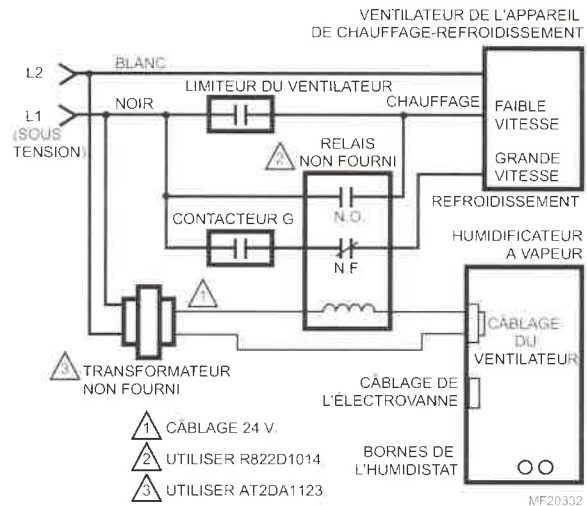 VENTILATEUR DE L'APPAREIL
DE CHAUFFAGE-REFROIDISSEMENT
L2
BLANC
LIMITEUR DU VENTILATEUR
L1
(SOUS
TENSION)
NOIR
CHAUFFAGE
FAIBLE
VITESSE
2
RELAIS
NON FOURNI
GRANDE
VITESSE
N.O.
REFROIDISSEMENT
CONTACTEUR G
N.F
HUMIDIFICATEUR
A VAPEUR
1
CÂBLAGE
DU
VENTILATEUR
3
TRANSFORMATEUR
NON FOURNI
CÂBLAGE DE
L'ÉLECTROVANNE
1 CÂBLAGE 24 V.
2 UTILISER R822D1014.
3 UTILISER AT2DA1123.
BORNES DE
L'HUMIDISTAT
MF20332